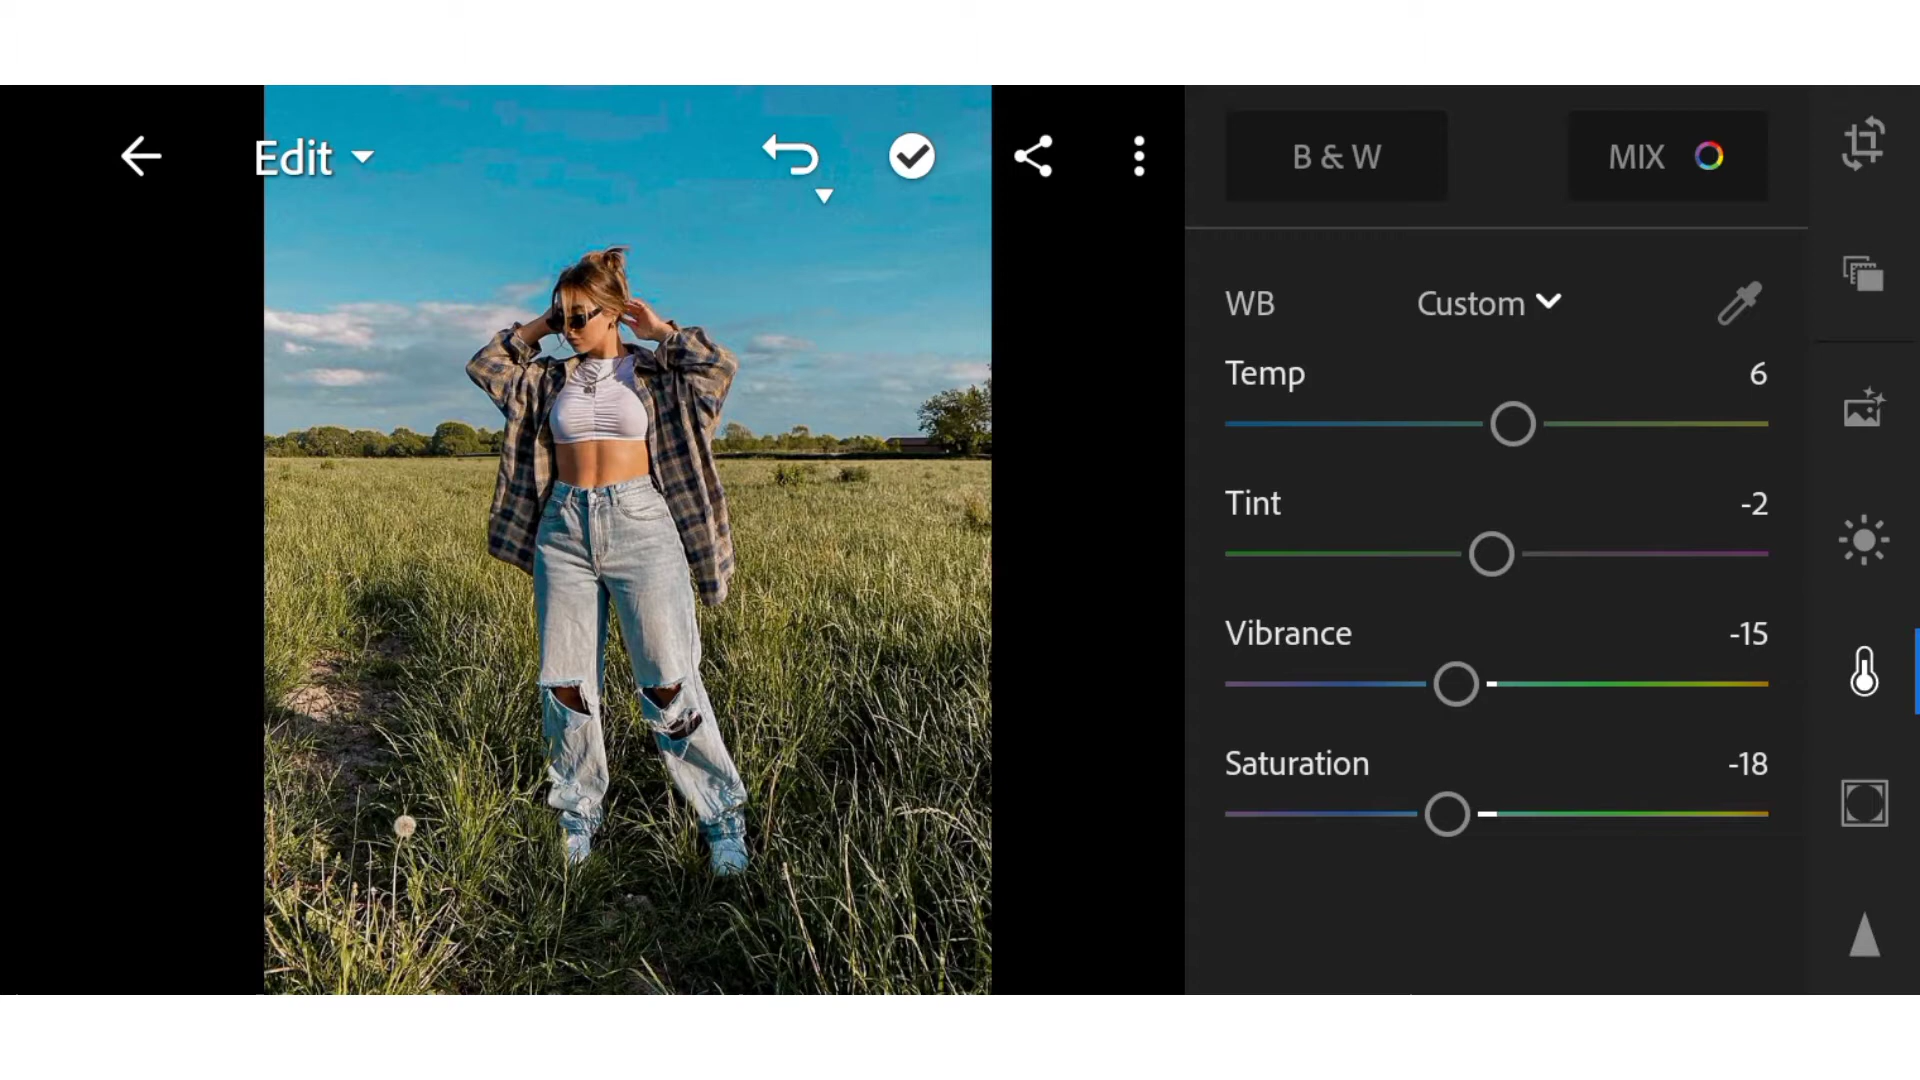 Edit
B & W
MIX
WB Custom
Temp 6
Tint -2
Vibrance -15
Saturation -18